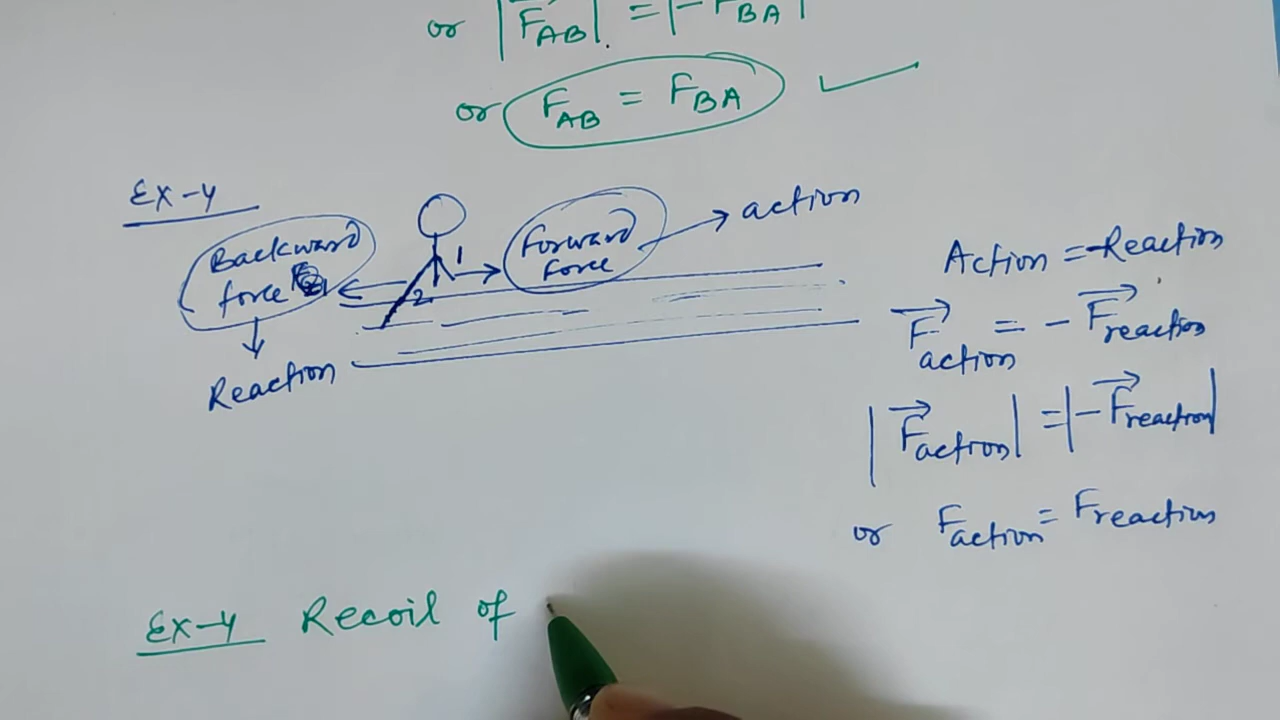 or |F_AB| = |-F_BA|
or F_AB = F_BA
Ex-4
Backward force
1
2
Forward force
action
Reaction
Action = -Reaction
F_action = - F_reaction
|F_action| = |-F_reaction|
or F_action = F_reaction
Ex-4 Recoil of